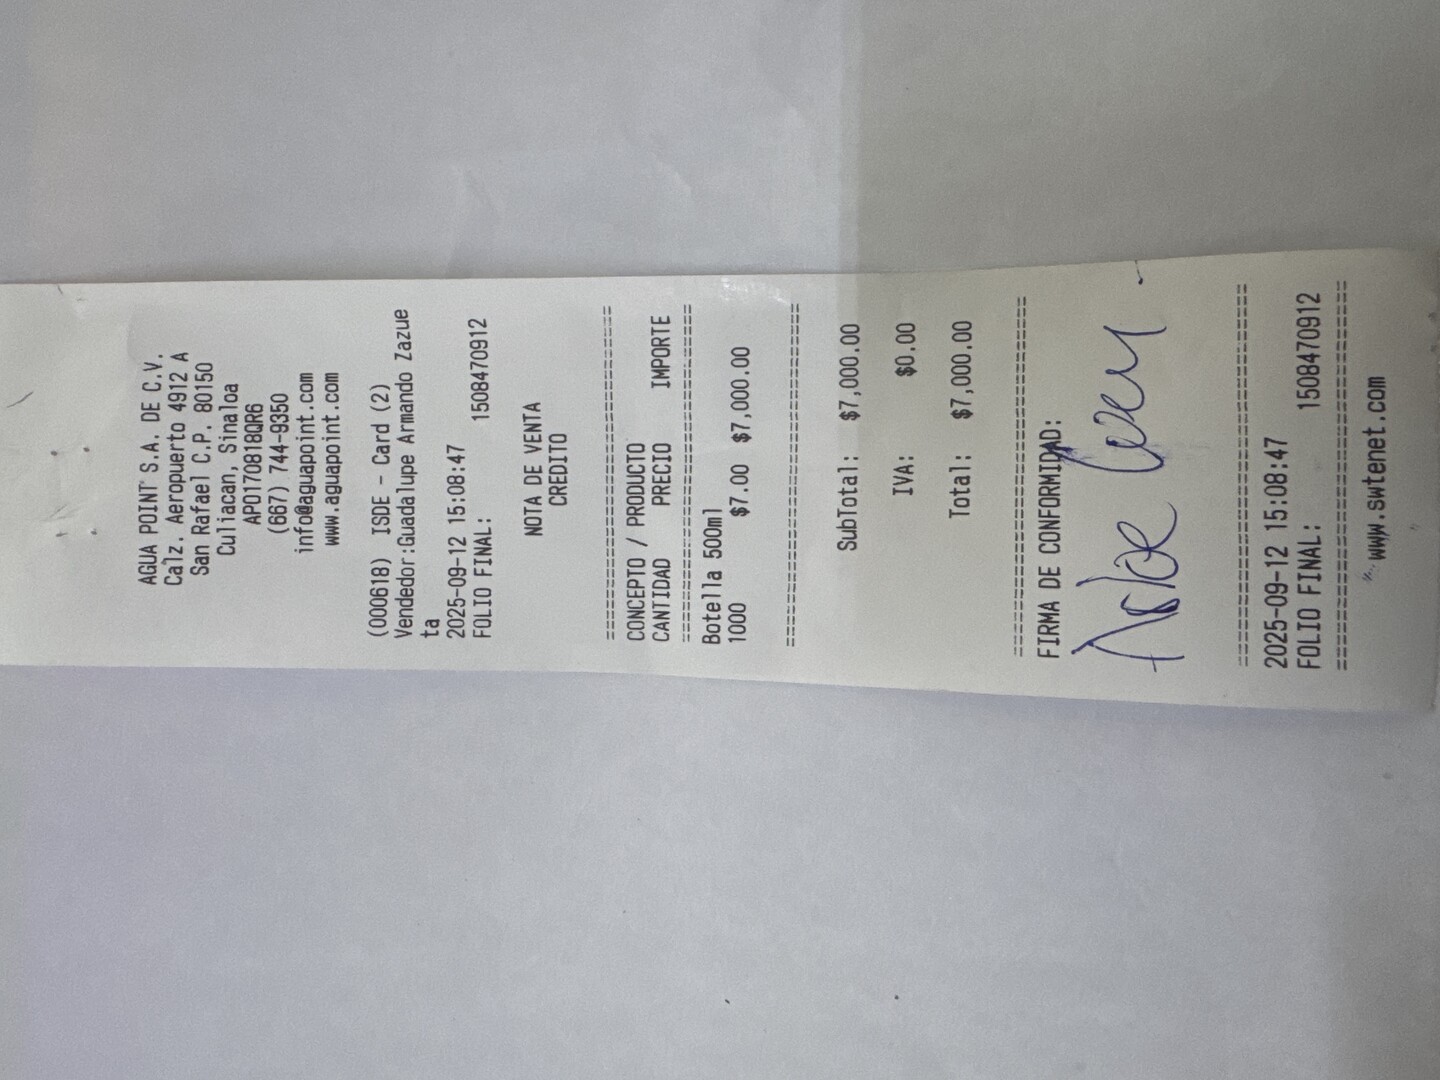 AGUA POINT S.A. DE C.V.
Calz. Aeropuerto 4912 A
San Rafael C.P. 80150
Culiacan, Sinaloa
APO170818QR6
(667) 744-9350
info@aguapoint.com
www.aguapoint.com
(000618) ISDE - Card (2)
Vendedor:Guadalupe Armando Zazue
ta
2025-09-12 15:08:47
FOLIO FINAL: 1508470912
NOTA DE VENTA
CREDITO
CONCEPTO / PRODUCTO
CANTIDAD PRECIO IMPORTE
Botella 500ml
1000 $7.00 $7,000.00
SubTotal: $7,000.00
IVA: $0.00
Total: $7,000.00
FIRMA DE CONFORMIDAD:
2025-09-12 15:08:47
FOLIO FINAL: 1508470912
www.swtenet.com